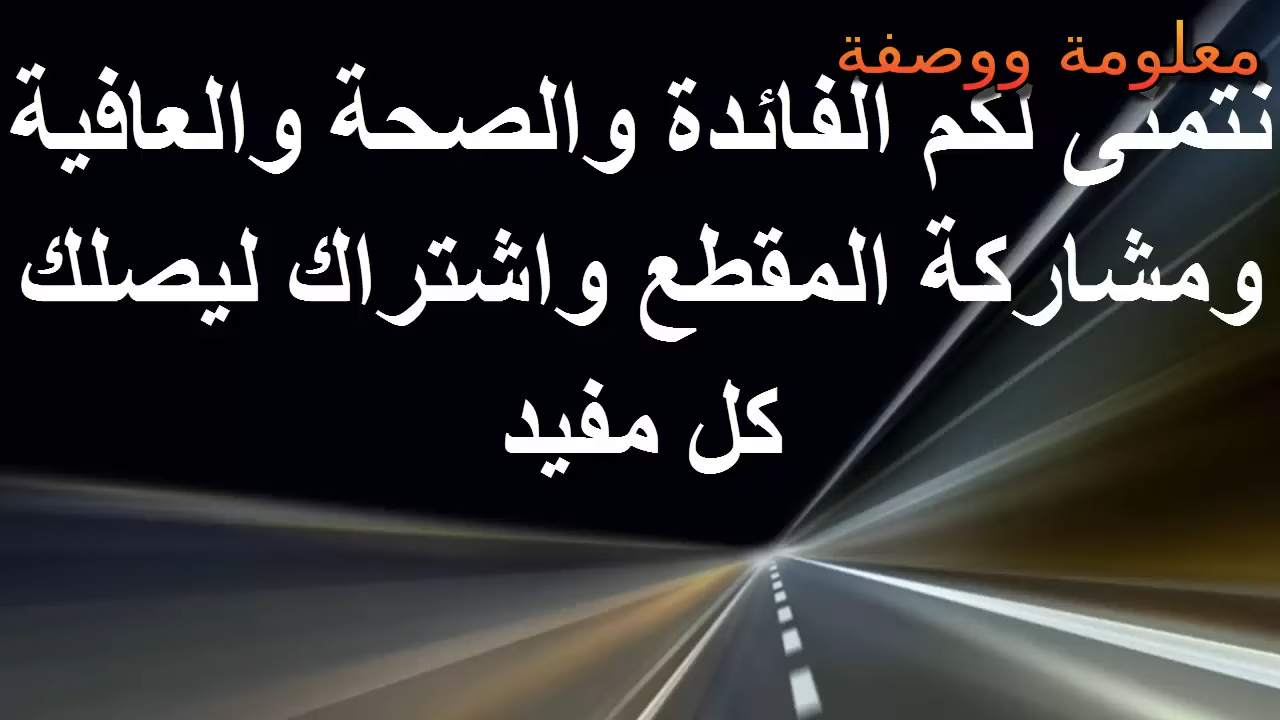 معلومة ووصفة
نتمنى لكم الفائدة والصحة والعافية
ومشاركة المقطع واشتراك ليصلك
كل مفيد